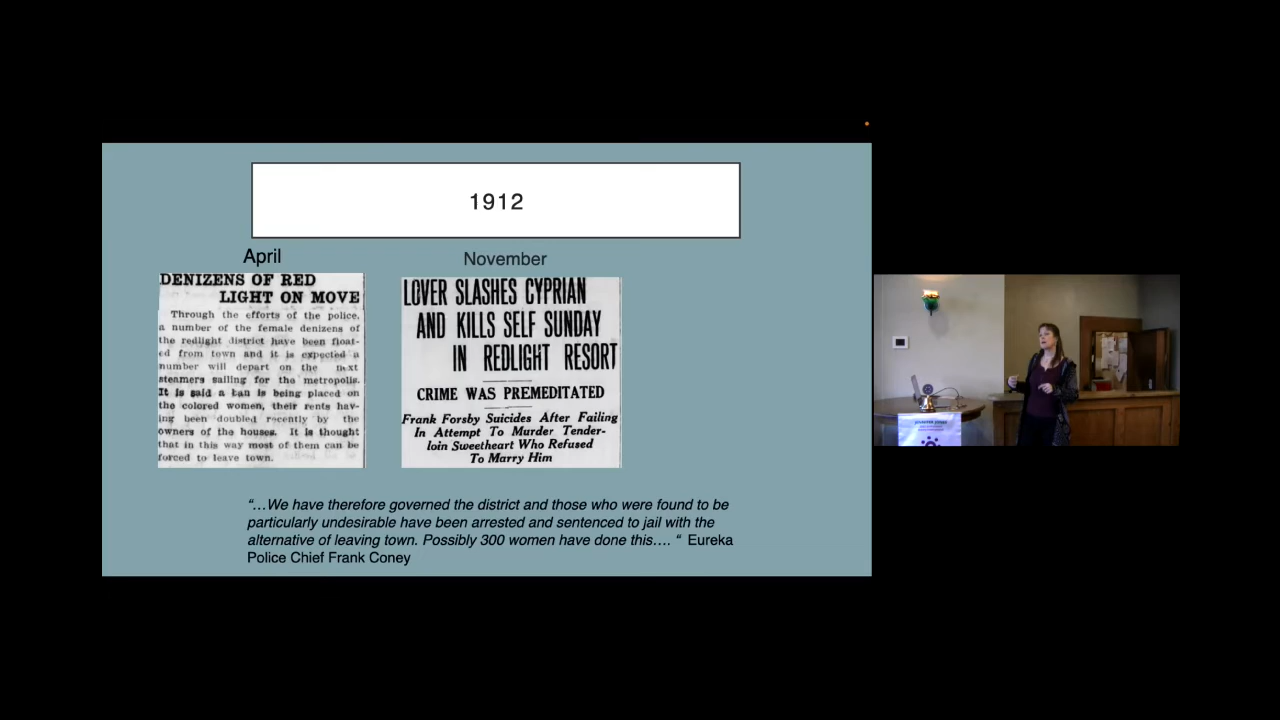 1912
April
DENIZENS OF RED
LIGHT ON MOVE
Through the efforts of the police,
a number of the female denizens of
the redlight district have been float-
ed from town and it is expected a
number will depart on the next
steamers sailing for the metropolis.
It is said a ban is being placed on
the colored women, their rents hav-
ing been doubled recently by the
owners of the houses. It is thought
that in this way most of them can be
forced to leave town.
November
LOVER SLASHES CYPRIAN
AND KILLS SELF SUNDAY
IN REDLIGHT RESORT
CRIME WAS PREMEDITATED
Frank Forsby Suicides After Failing
In Attempt To Murder Tender-
loin Sweetheart Who Refused
To Marry Him
“…We have therefore governed the district and those who were found to be
particularly undesirable have been arrested and sentenced to jail with the
alternative of leaving town. Possibly 300 women have done this…. “ Eureka
Police Chief Frank Coney